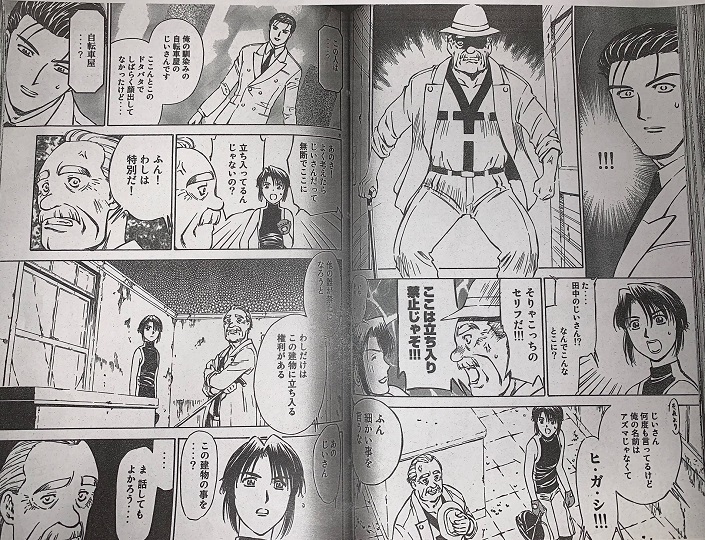 !!!
た‥‥
田中のじいさん!?
なんでこんな
とこに?
そりゃこっちの
セリフだ!!!
ここは立ち入り
禁止じゃぞ!!!
じいさん
何度も言ってるけど
俺の名前は
アズマじゃなくて
ヒ・ガ・シ!!!
ふん
細かい事を
言うな
俺の馴染みの
自転車屋の
じいさんです
ここんとこの
ドタバタで
しばらく顔出して
なかったけど‥‥
自転車屋
‥‥?
あのさ
よく考えたら
じいさんだって
無断でここに
立ち入ってるん
じゃないの?
ふん!
わしは
特別だ!
わしだけは
この建物に立ち入る
権利がある
あの
じいさん
この建物の事を
‥‥?
‥‥
ま 話しても
よかろう‥‥